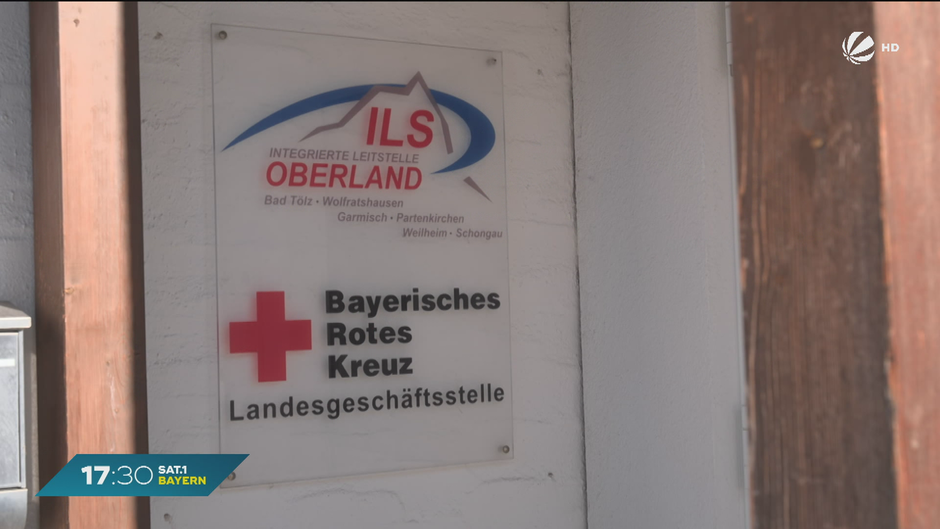 HD
ILS
INTEGRIERTE LEITSTELLE
OBERLAND
Bad Tölz • Wolfratshausen
Garmisch • Partenkirchen
Weilheim • Schongau
Bayerisches
Rotes
Kreuz
Landesgeschäftsstelle
17:30 SAT.1
BAYERN